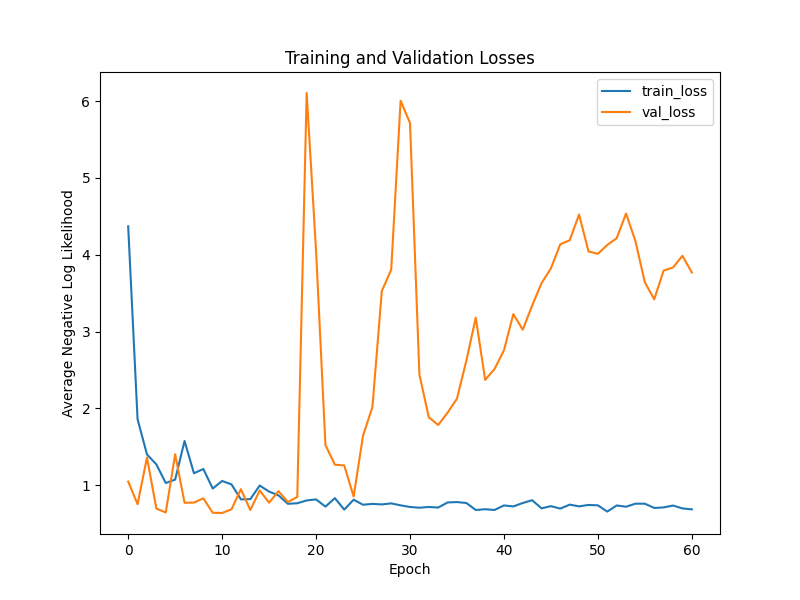 Training and Validation Losses
train_loss
val_loss
Average Negative Log Likelihood
6
5
4
3
2
1
0
10
20
30
40
50
60
Epoch